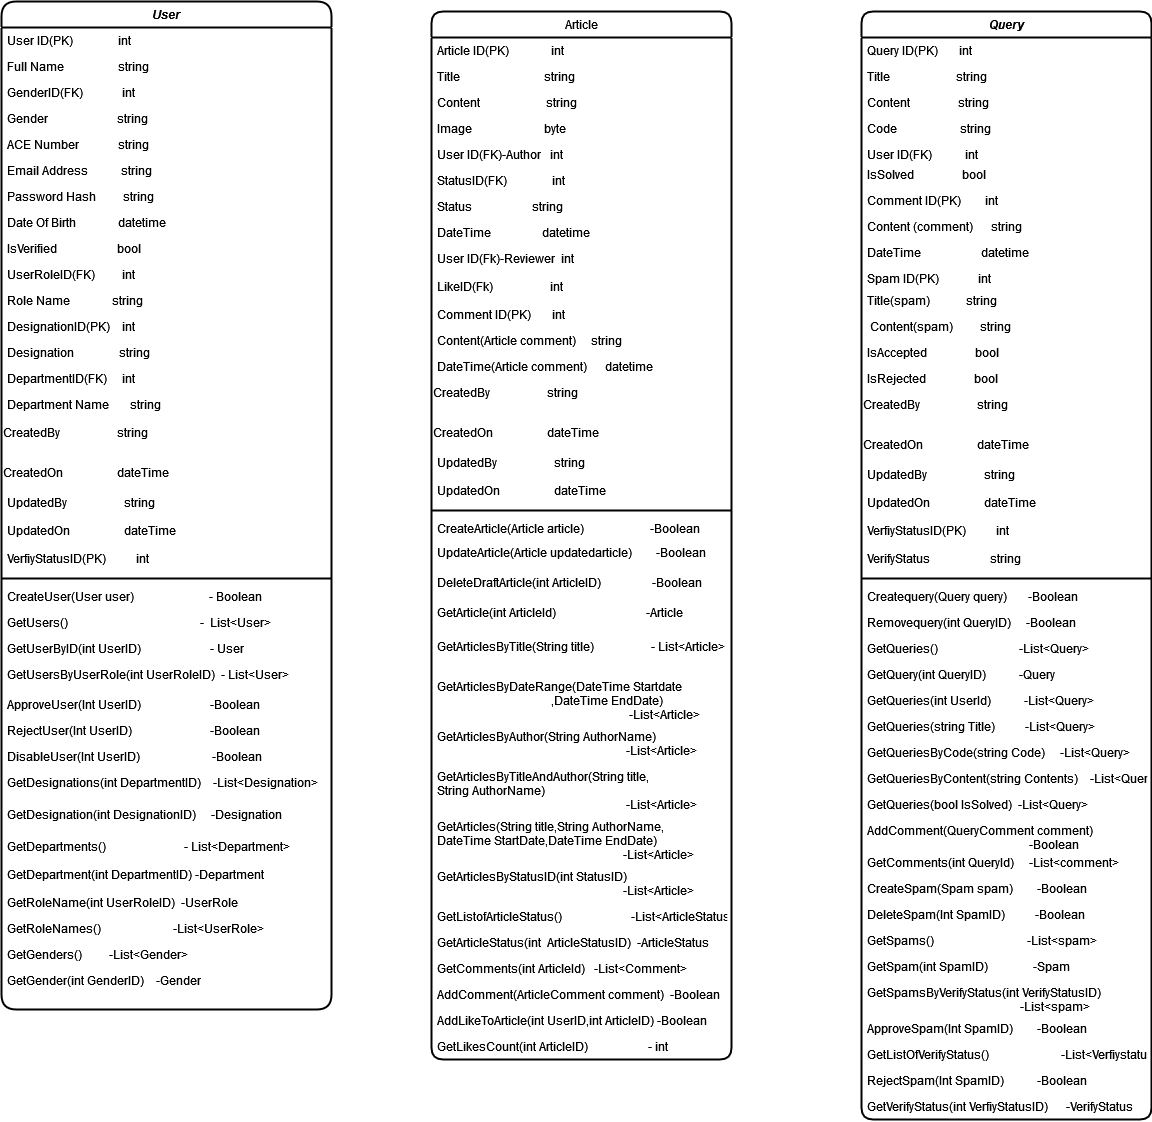 User
User ID(PK) int
Full Name string
GenderID(FK) int
Gender string
ACE Number string
Email Address string
Password Hash string
Date Of Birth datetime
IsVerified bool
UserRoleID(FK) int
Role Name string
DesignationID(PK) int
Designation string
DepartmentID(FK) int
Department Name string
CreatedBy string
CreatedOn dateTime
UpdatedBy string
UpdatedOn dateTime
VerfiyStatusID(PK) int
CreateUser(User user) - Boolean
GetUsers() - List<User>
GetUserByID(int UserID) - User
GetUsersByUserRole(int UserRoleID) - List<User>
ApproveUser(Int UserID) -Boolean
RejectUser(Int UserID) -Boolean
DisableUser(Int UserID) -Boolean
GetDesignations(int DepartmentID) -List<Designation>
GetDesignation(int DesignationID) -Designation
GetDepartments() - List<Department>
GetDepartment(int DepartmentID) -Department
GetRoleName(int UserRoleID) -UserRole
GetRoleNames() -List<UserRole>
GetGenders() -List<Gender>
GetGender(int GenderID) -Gender
Article
Article ID(PK) int
Title string
Content string
Image byte
User ID(FK)-Author int
StatusID(FK) int
Status string
DateTime datetime
User ID(Fk)-Reviewer int
LikeID(Fk) int
Comment ID(PK) int
Content(Article comment) string
DateTime(Article comment) datetime
CreatedBy string
CreatedOn dateTime
UpdatedBy string
UpdatedOn dateTime
CreateArticle(Article article) -Boolean
UpdateArticle(Article updatedarticle) -Boolean
DeleteDraftArticle(int ArticleID) -Boolean
GetArticle(int ArticleId) -Article
GetArticlesByTitle(String title) - List<Article>
GetArticlesByDateRange(DateTime Startdate
,DateTime EndDate)
-List<Article>
GetArticlesByAuthor(String AuthorName)
-List<Article>
GetArticlesByTitleAndAuthor(String title,
String AuthorName)
-List<Article>
GetArticles(String title,String AuthorName,
DateTime StartDate,DateTime EndDate)
-List<Article>
GetArticlesByStatusID(int StatusID)
-List<Article>
GetListofArticleStatus() -List<ArticleStatus
GetArticleStatus(int ArticleStatusID) -ArticleStatus
GetComments(int ArticleId) -List<Comment>
AddComment(ArticleComment comment) -Boolean
AddLikeToArticle(int UserID,int ArticleID) -Boolean
GetLikesCount(int ArticleID) - int
Query
Query ID(PK) int
Title string
Content string
Code string
User ID(FK) int
IsSolved bool
Comment ID(PK) int
Content (comment) string
DateTime datetime
Spam ID(PK) int
Title(spam) string
Content(spam) string
IsAccepted bool
IsRejected bool
CreatedBy string
CreatedOn dateTime
UpdatedBy string
UpdatedOn dateTime
VerfiyStatusID(PK) int
VerifyStatus string
Createquery(Query query) -Boolean
Removequery(int QueryID) -Boolean
GetQueries() -List<Query>
GetQuery(int QueryID) -Query
GetQueries(int UserId) -List<Query>
GetQueries(string Title) -List<Query>
GetQueriesByCode(string Code) -List<Query>
GetQueriesByContent(string Contents) -List<Quer
GetQueries(bool IsSolved) -List<Query>
AddComment(QueryComment comment)
-Boolean
GetComments(int QueryId) -List<comment>
CreateSpam(Spam spam) -Boolean
DeleteSpam(Int SpamID) -Boolean
GetSpams() -List<spam>
GetSpam(int SpamID) -Spam
GetSpamsByVerifyStatus(int VerifyStatusID)
-List<spam>
ApproveSpam(Int SpamID) -Boolean
GetListOfVerifyStatus() -List<Verfiystatu
RejectSpam(Int SpamID) -Boolean
GetVerifyStatus(int VerfiyStatusID) -VerifyStatus